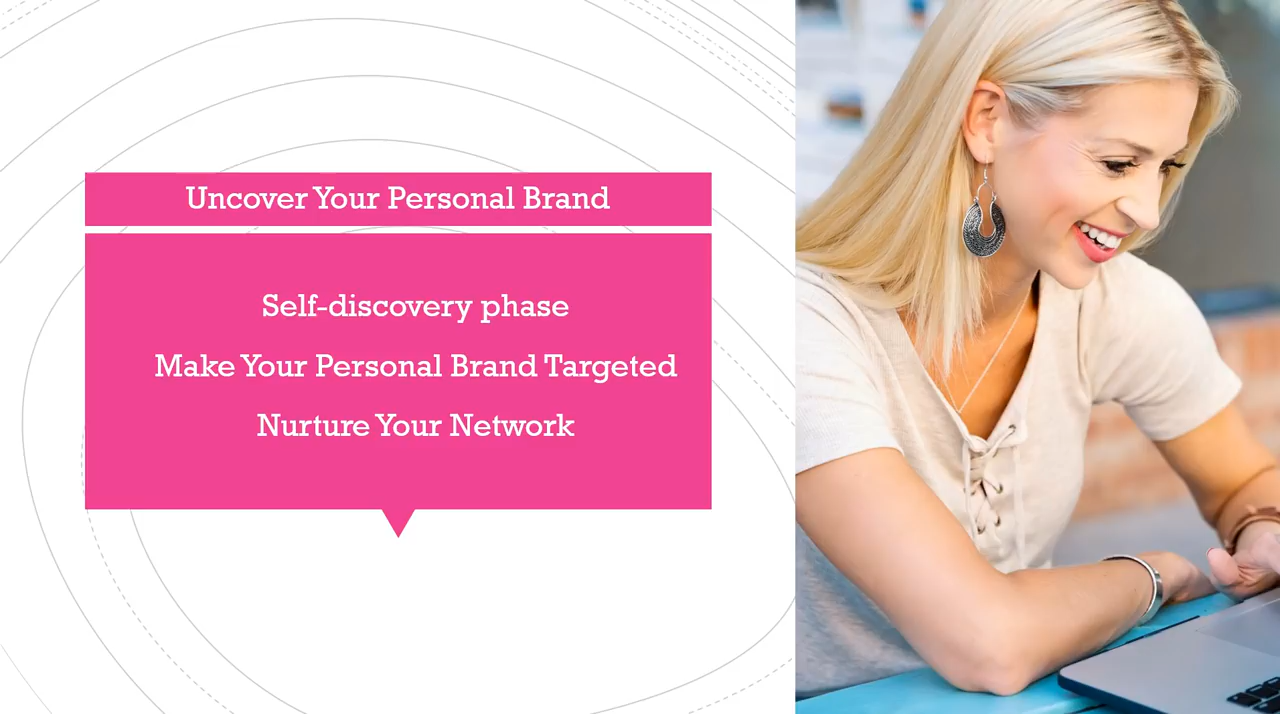 Uncover Your Personal Brand
Self-discovery phase
Make Your Personal Brand Targeted
Nurture Your Network